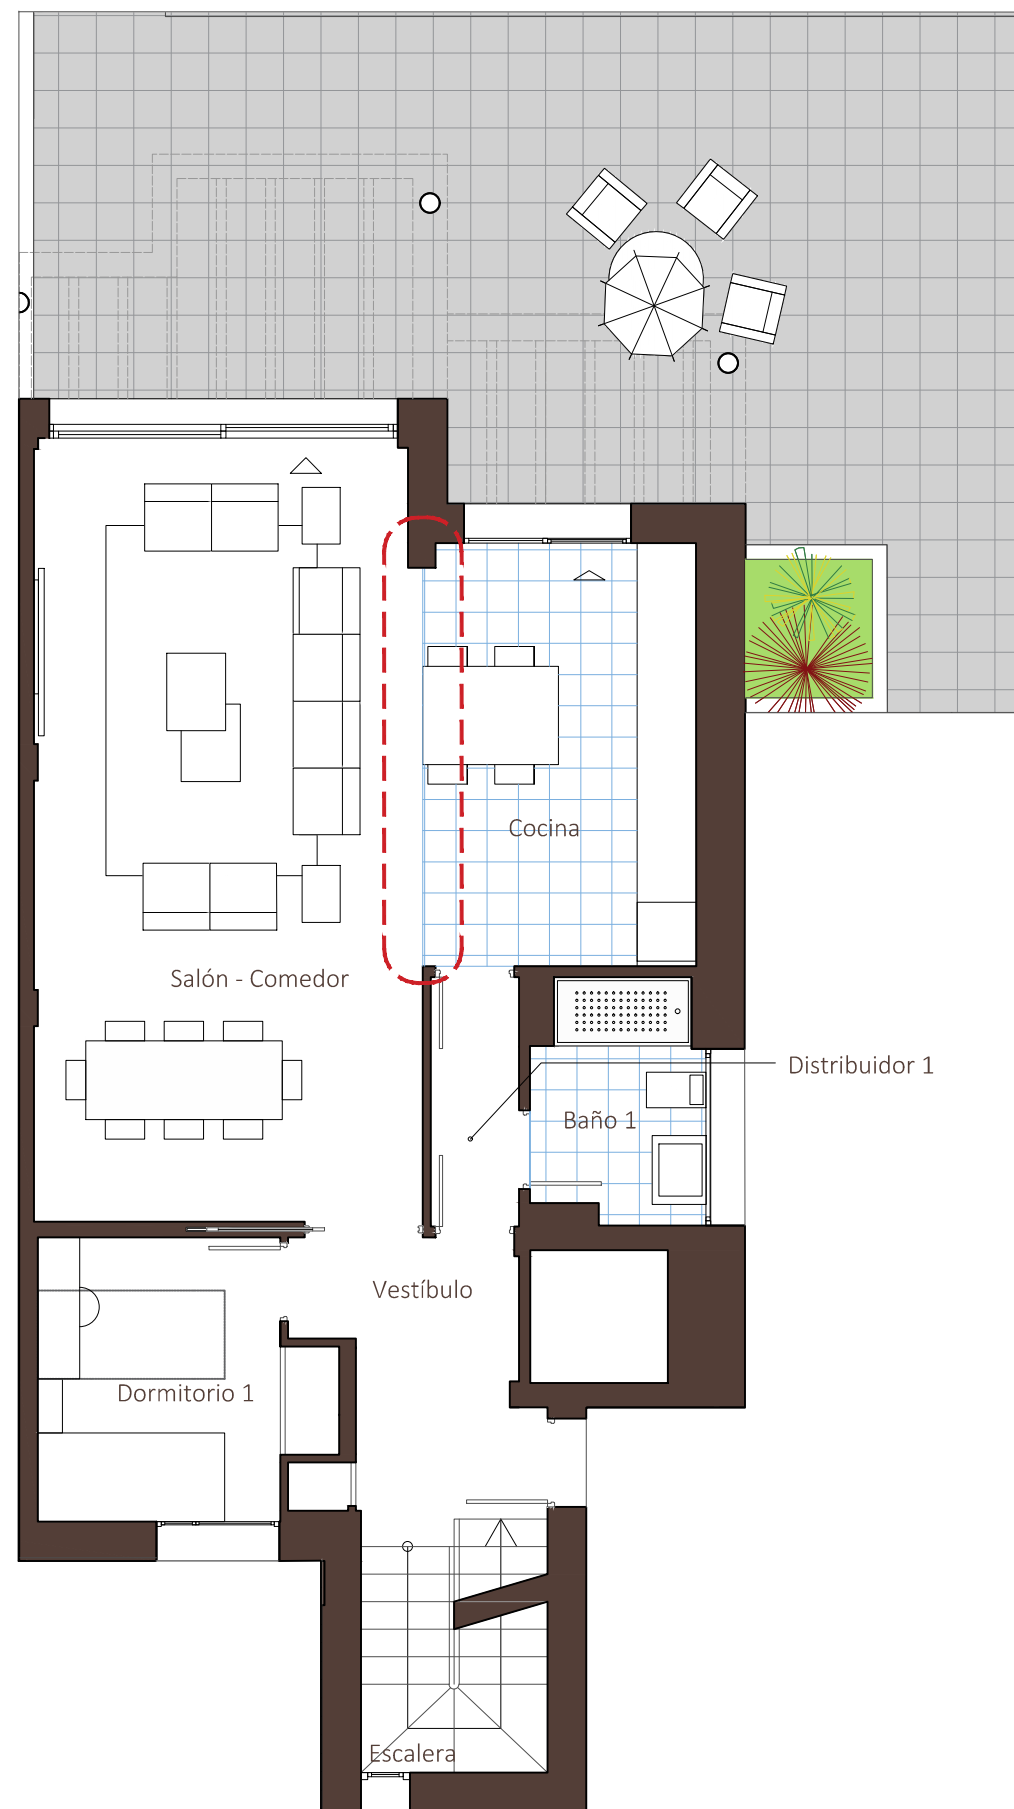 Cocina
Salón - Comedor
Distribuidor 1
Baño 1
Vestíbulo
Dormitorio 1
Escalera